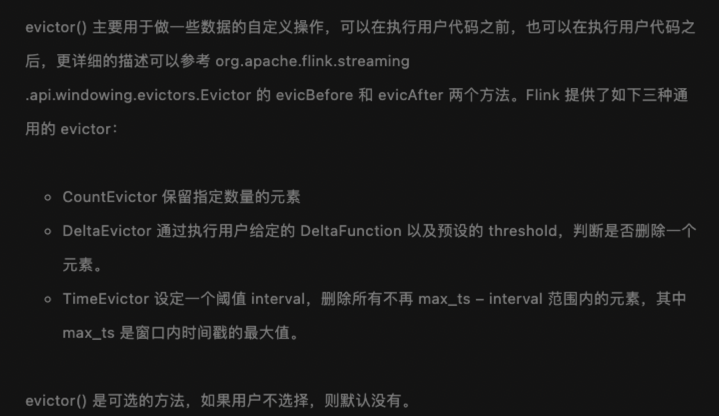 evictor() 主要用于做一些数据的自定义操作，可以在执行用户代码之前，也可以在执行用户代码之
后，更详细的描述可以参考 org.apache.flink.streaming
.api.windowing.evictors.Evictor 的 evicBefore 和 evicAfter 两个方法。Flink 提供了如下三种通
用的 evictor：
◦ CountEvictor 保留指定数量的元素
◦ DeltaEvictor 通过执行用户给定的 DeltaFunction 以及预设的 threshold，判断是否删除一个
元素。
◦ TimeEvictor 设定一个阈值 interval，删除所有不再 max_ts – interval 范围内的元素，其中
max_ts 是窗口内时间戳的最大值。
evictor() 是可选的方法，如果用户不选择，则默认没有。